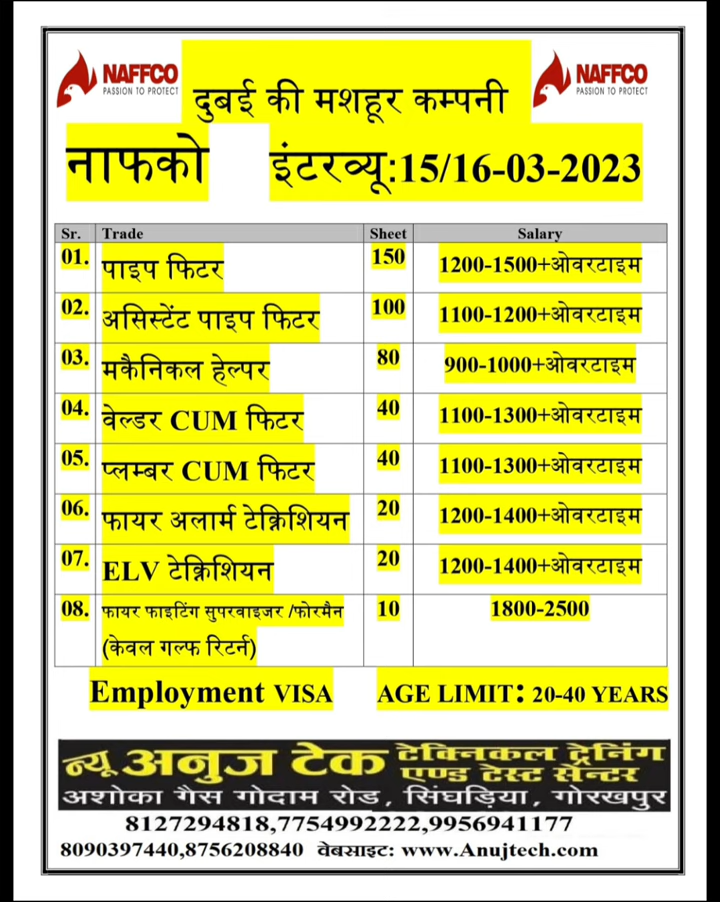 NAFFCO
PASSION TO PROTECT
दुबई की मशहूर कम्पनी
NAFFCO
PASSION TO PROTECT
नाफको इंटरव्यू:15/16-03-2023
Sr. Trade Sheet Salary
01. पाइप फिटर 150 1200-1500+ओवरटाइम
02. असिस्टेंट पाइप फिटर 100 1100-1200+ओवरटाइम
03. मकैनिकल हेल्पर 80 900-1000+ओवरटाइम
04. वेल्डर CUM फिटर 40 1100-1300+ओवरटाइम
05. प्लम्बर CUM फिटर 40 1100-1300+ओवरटाइम
06. फायर अलार्म टेक्निशियन 20 1200-1400+ओवरटाइम
07. ELV टेक्निशियन 20 1200-1400+ओवरटाइम
08. फायर फाइटिंग सुपरवाइजर /फोरमैन 10 1800-2500
(केवल गल्फ रिटर्न)
Employment VISA AGE LIMIT: 20-40 YEARS
न्यू अनुज टेक टेक्निकल ट्रेनिंग
एण्ड टेस्ट सेन्टर
अशोका गैस गोदाम रोड, सिंघड़िया, गोरखपुर
8127294818,7754992222,9956941177
8090397440,8756208840 वेबसाइट: www.Anujtech.com